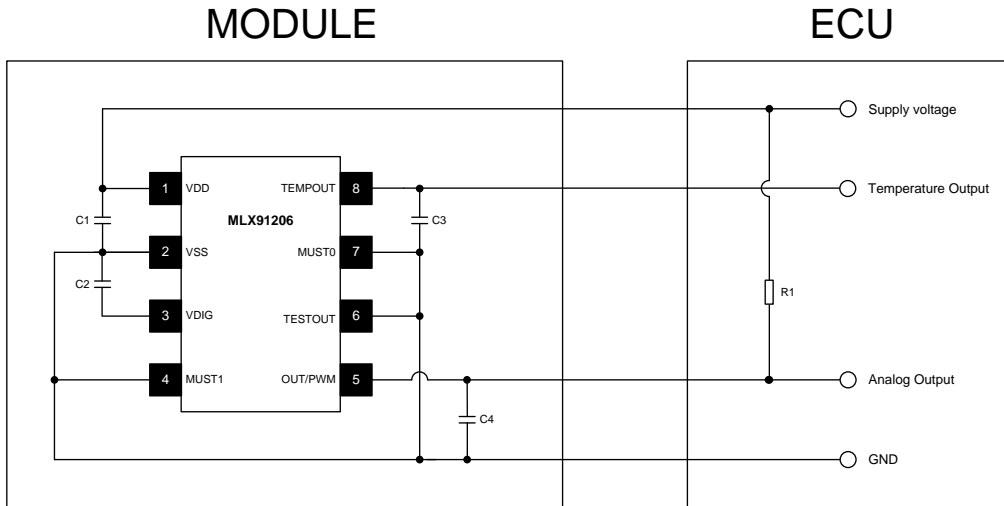 MODULE
ECU
Supply voltage
1 VDD
TEMPOUT 8
Temperature Output
C1
MLX91206
C3
2 VSS
MUST0 7
C2
R1
3 VDIG
TESTOUT 6
4 MUST1
OUT/PWM 5
Analog Output
C4
GND